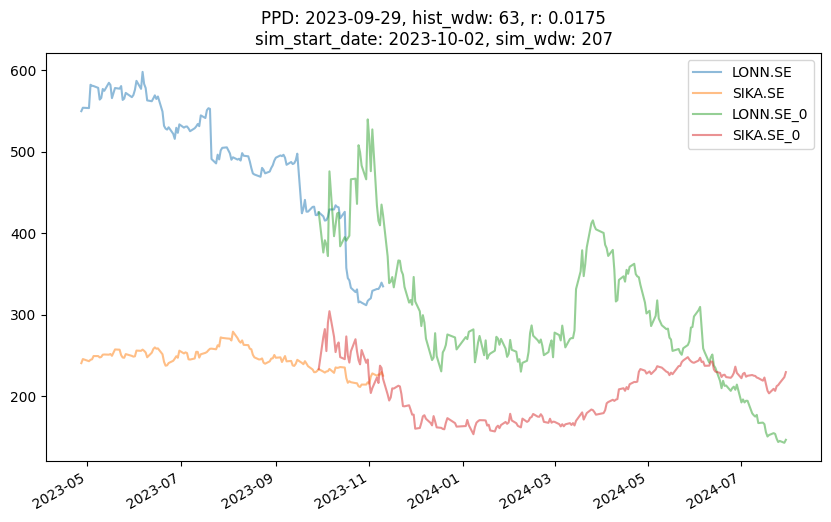 PPD: 2023-09-29, hist_wdw: 63, r: 0.0175
sim_start_date: 2023-10-02, sim_wdw: 207
LONN.SE
SIKA.SE
LONN.SE_0
SIKA.SE_0
600
500
400
300
200
2023-05
2023-07
2023-09
2023-11
2024-01
2024-03
2024-05
2024-07